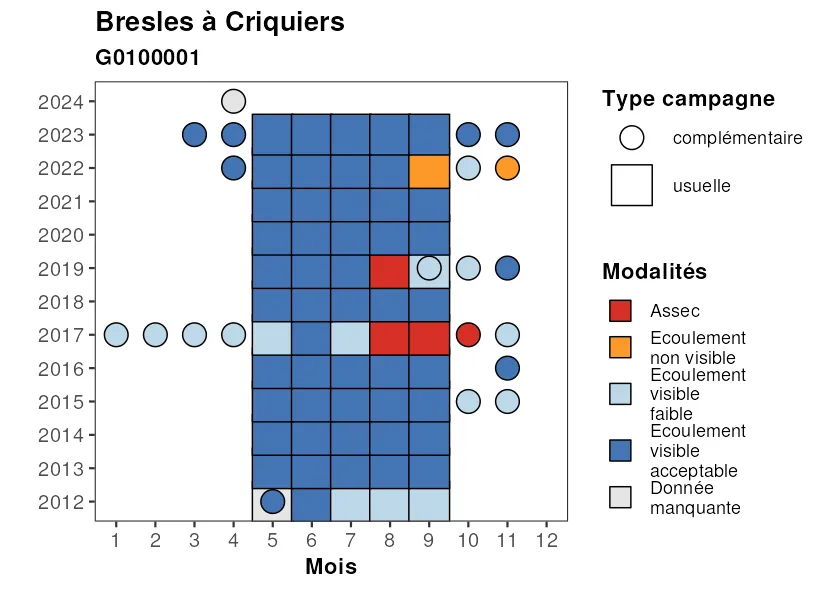 Bresles à Criquiers
G0100001
2024
2023
2022
2021
2020
2019
2018
2017
2016
2015
2014
2013
2012
1 2 3 4 5 6 7 8 9 10 11 12
Mois
Type campagne
complémentaire
usuelle
Modalités
Assec
Ecoulement
non visible
Ecoulement
visible
faible
Ecoulement
visible
acceptable
Donnée
manquante